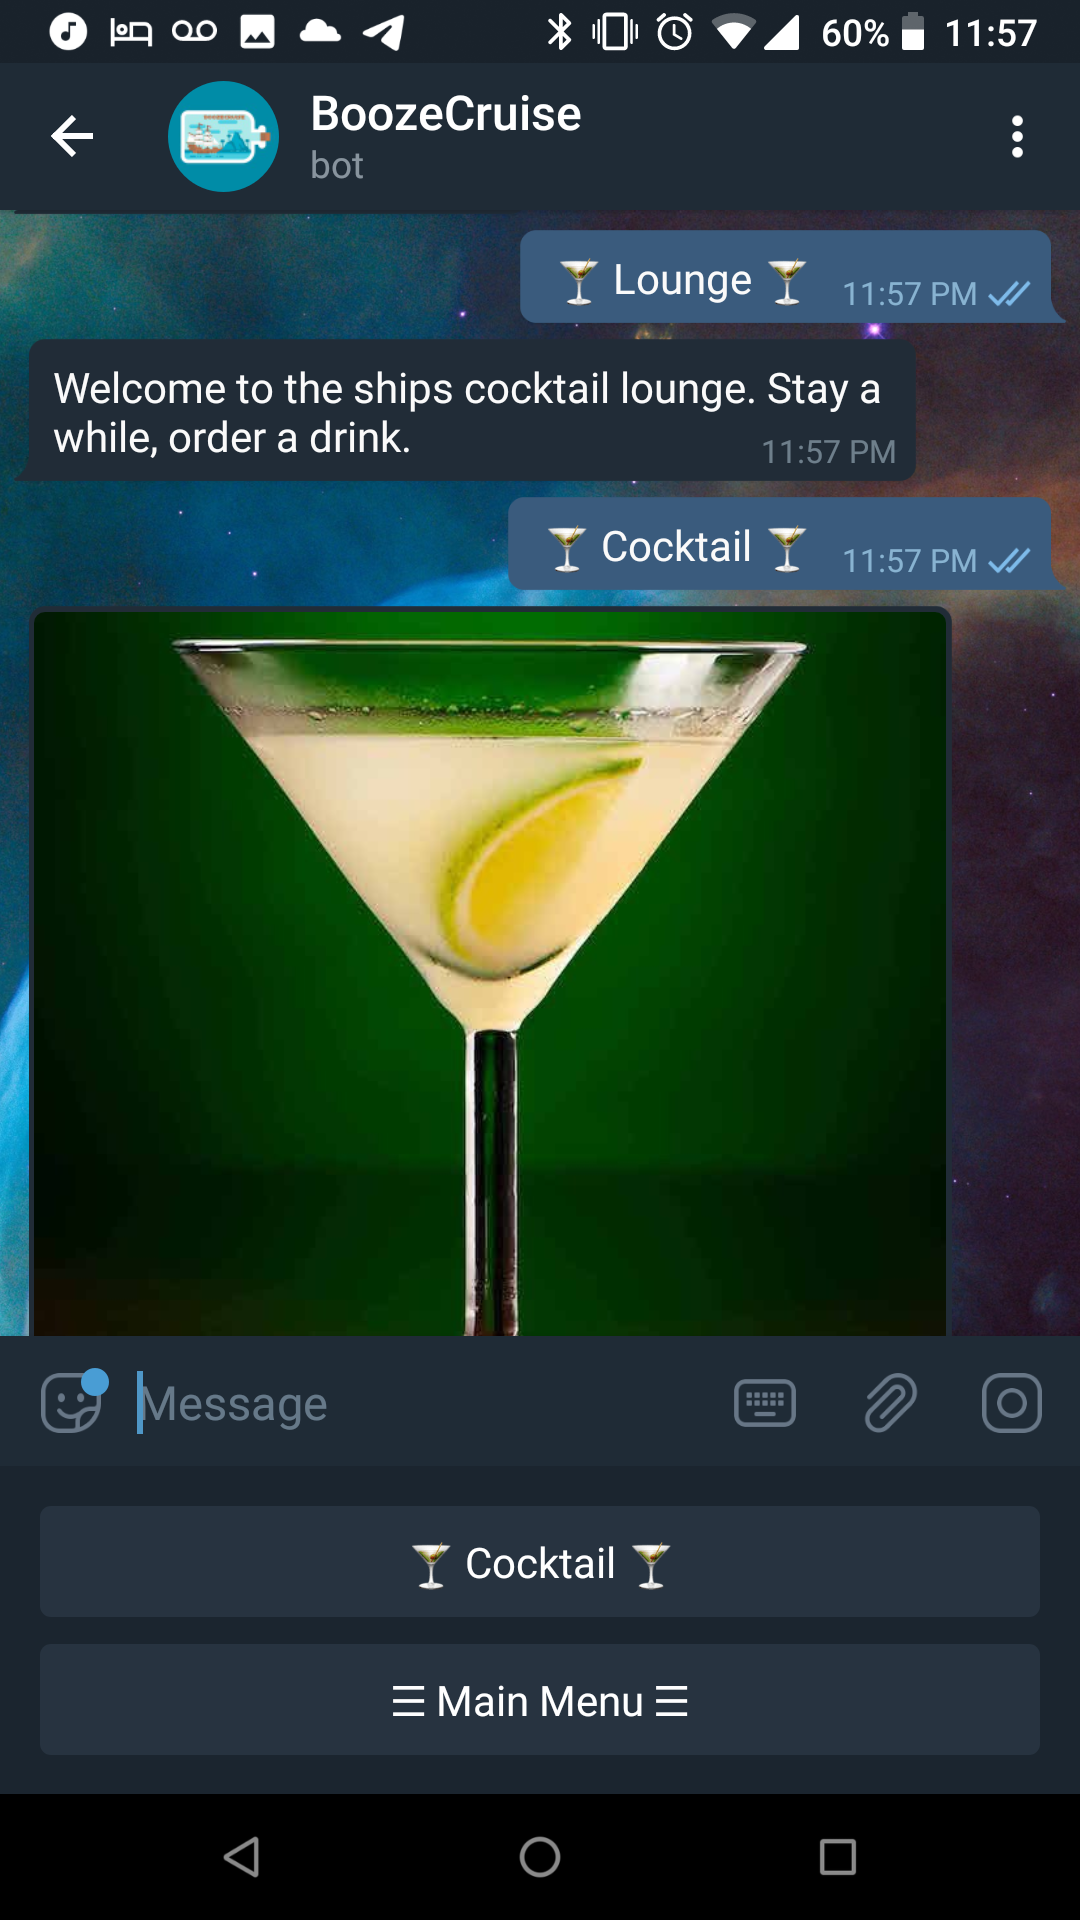 60% 11:57
BoozeCruise
bot
🍸 Lounge 🍸 11:57 PM
Welcome to the ships cocktail lounge. Stay a
while, order a drink. 11:57 PM
🍸 Cocktail 🍸 11:57 PM
Message
🍸 Cocktail 🍸
☰ Main Menu ☰